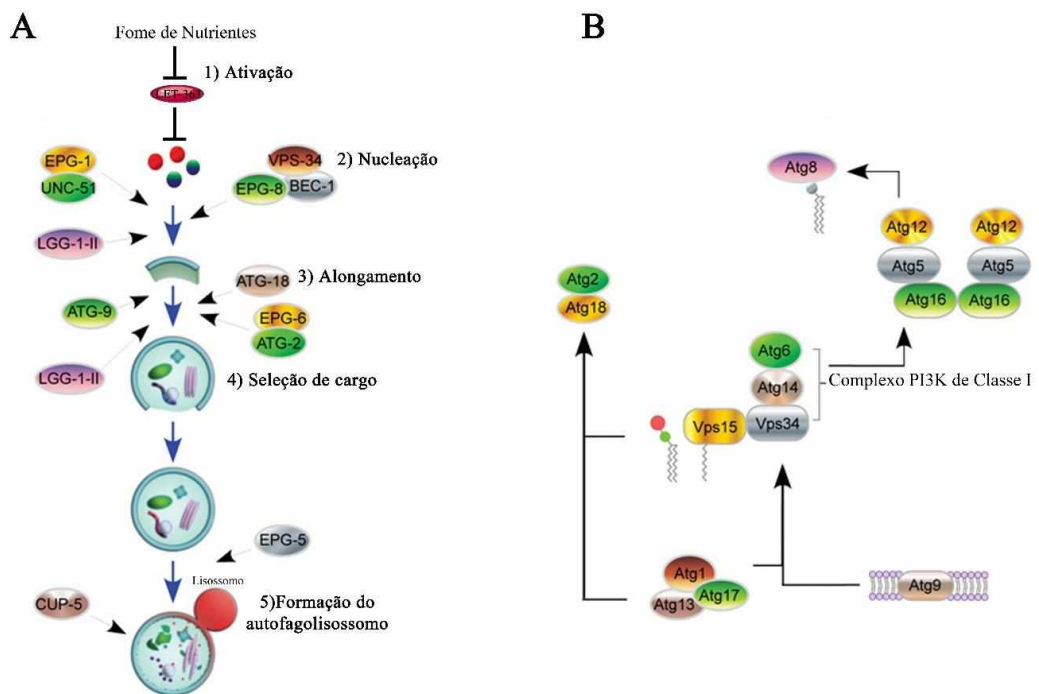 A
Fome de Nutrientes
1) Ativação
LET-363
EPG-1
UNC-51
VPS-34
2) Nucleação
EPG-8
BEC-1
LGG-1-II
ATG-18
3) Alongamento
ATG-9
EPG-6
ATG-2
LGG-1-II
4) Seleção de cargo
EPG-5
Lisossomo
CUP-5
5)Formação do
autofagolisossomo
B
Atg8
Atg12
Atg12
Atg5
Atg5
Atg16
Atg16
Atg2
Atg18
Atg6
Atg14
Complexo PI3K de Classe I
Vps15
Vps34
Atg1
Atg13
Atg17
Atg9